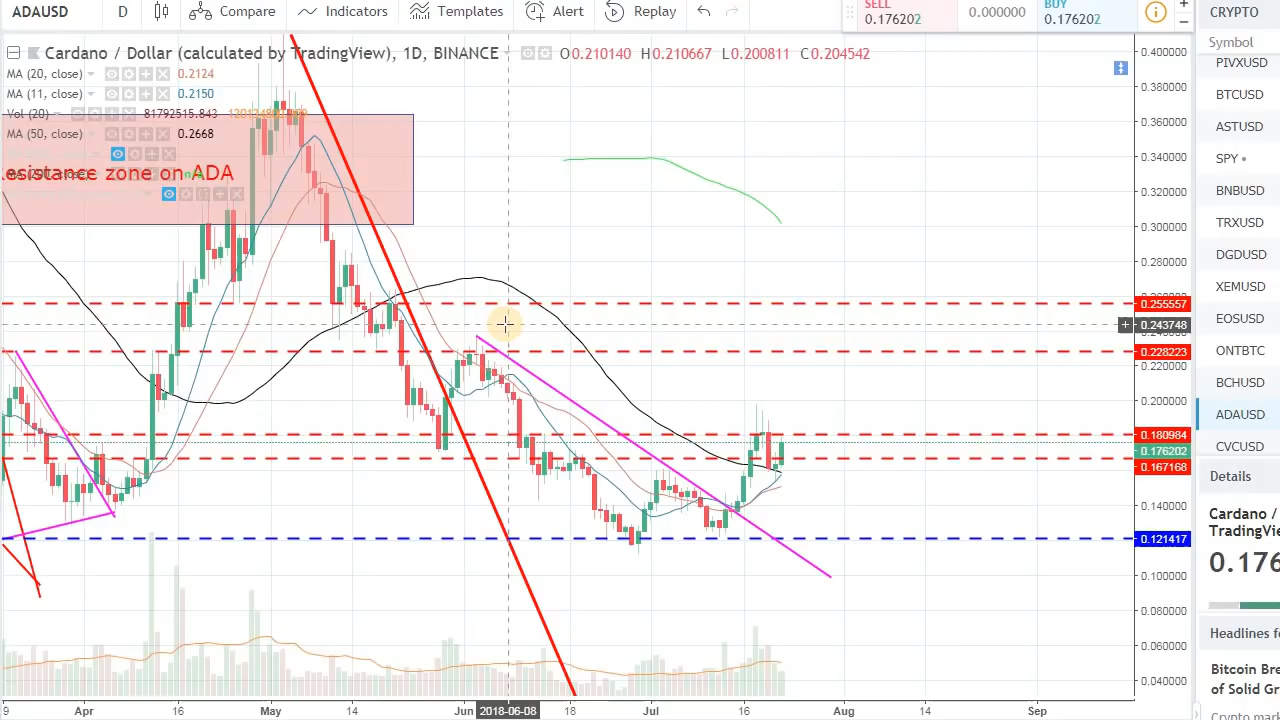 ADAUSD D Compare Indicators Templates Alert Replay SELL 0.176202 0.000000 BUY 0.176202 CRYPTO
Cardano / Dollar (calculated by TradingView), 1D, BINANCE O0.210140 H0.210667 L0.200811 C0.204542
MA (20, close) 0.2124
MA (11, close) 0.2150
Vol (20) 81792515.843
MA (50, close) 0.2668
esistance zone on ADA
n/a
0.400000
0.380000
0.360000
0.340000
0.320000
0.300000
0.280000
0.255557
0.243748
0.228223
0.220000
0.200000
0.180984
0.176202
0.167168
0.140000
0.121417
0.100000
0.080000
0.060000
0.040000
9 Apr 16 May 14 Jun 2018-06-08 18 Jul 16 Aug 14 Sep
Symbol
PIVXUSD
BTCUSD
ASTUSD
SPY
BNBUSD
TRXUSD
DGDUSD
XEMUSD
EOSUSD
ONTBTC
BCHUSD
ADAUSD
CVCUSD
Details
Cardano /
TradingView
0.176
Headlines fo
Bitcoin Bre
of Solid Gr
Crypto mark